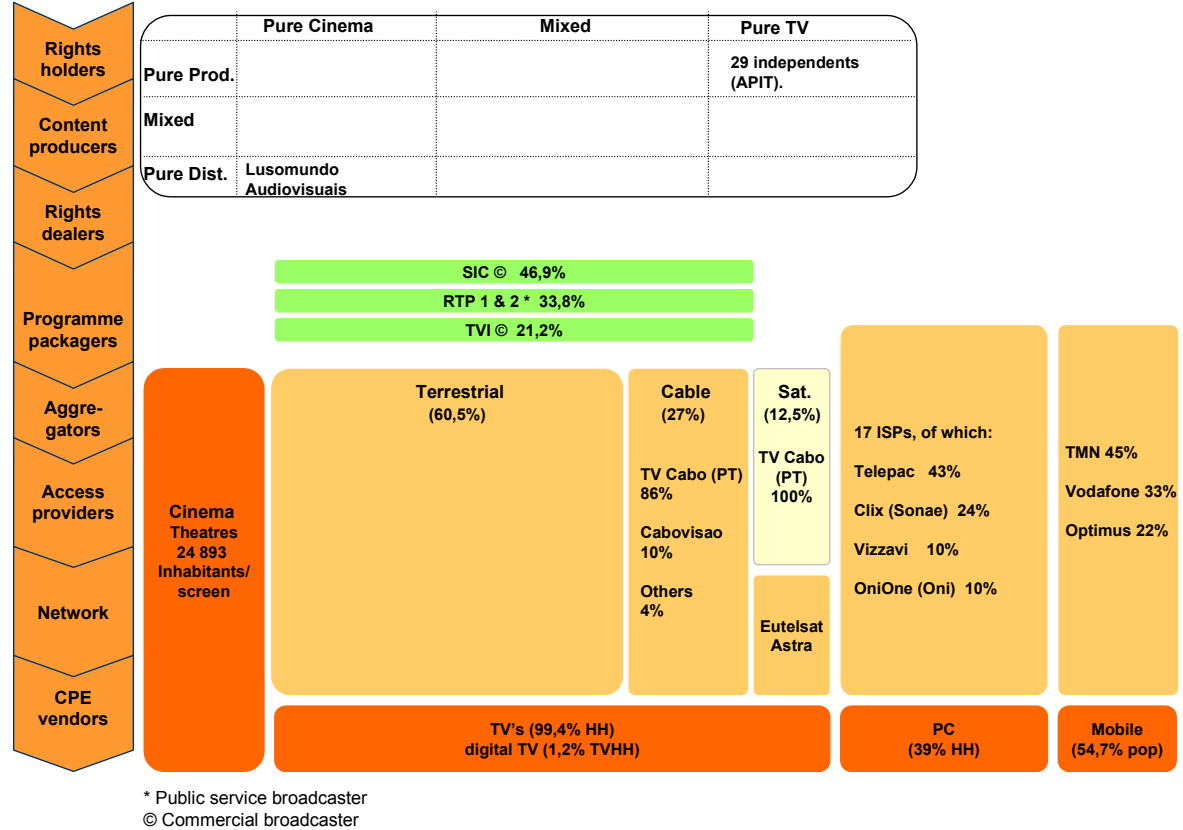 Rights
holders
Content
producers
Rights
dealers
Programme
packagers
Aggre-
gators
Access
providers
Network
CPE
vendors
Pure Cinema
Mixed
Pure TV
Pure Prod.
29 independents
(APIT).
Mixed
Pure Dist.
Lusomundo
Audiovisuais
SIC © 46,9%
RTP 1 & 2 * 33,8%
TVI © 21,2%
Cinema
Theatres
24 893
Inhabitants/
screen
Terrestrial
(60,5%)
Cable
(27%)
TV Cabo (PT)
86%
Cabovisao
10%
Others
4%
Sat.
(12,5%)
TV Cabo
(PT)
100%
Eutelsat
Astra
17 ISPs, of which:
Telepac 43%
Clix (Sonae) 24%
Vizzavi 10%
OniOne (Oni) 10%
TMN 45%
Vodafone 33%
Optimus 22%
TV's (99,4% HH)
digital TV (1,2% TVHH)
PC
(39% HH)
Mobile
(54,7% pop)
* Public service broadcaster
© Commercial broadcaster